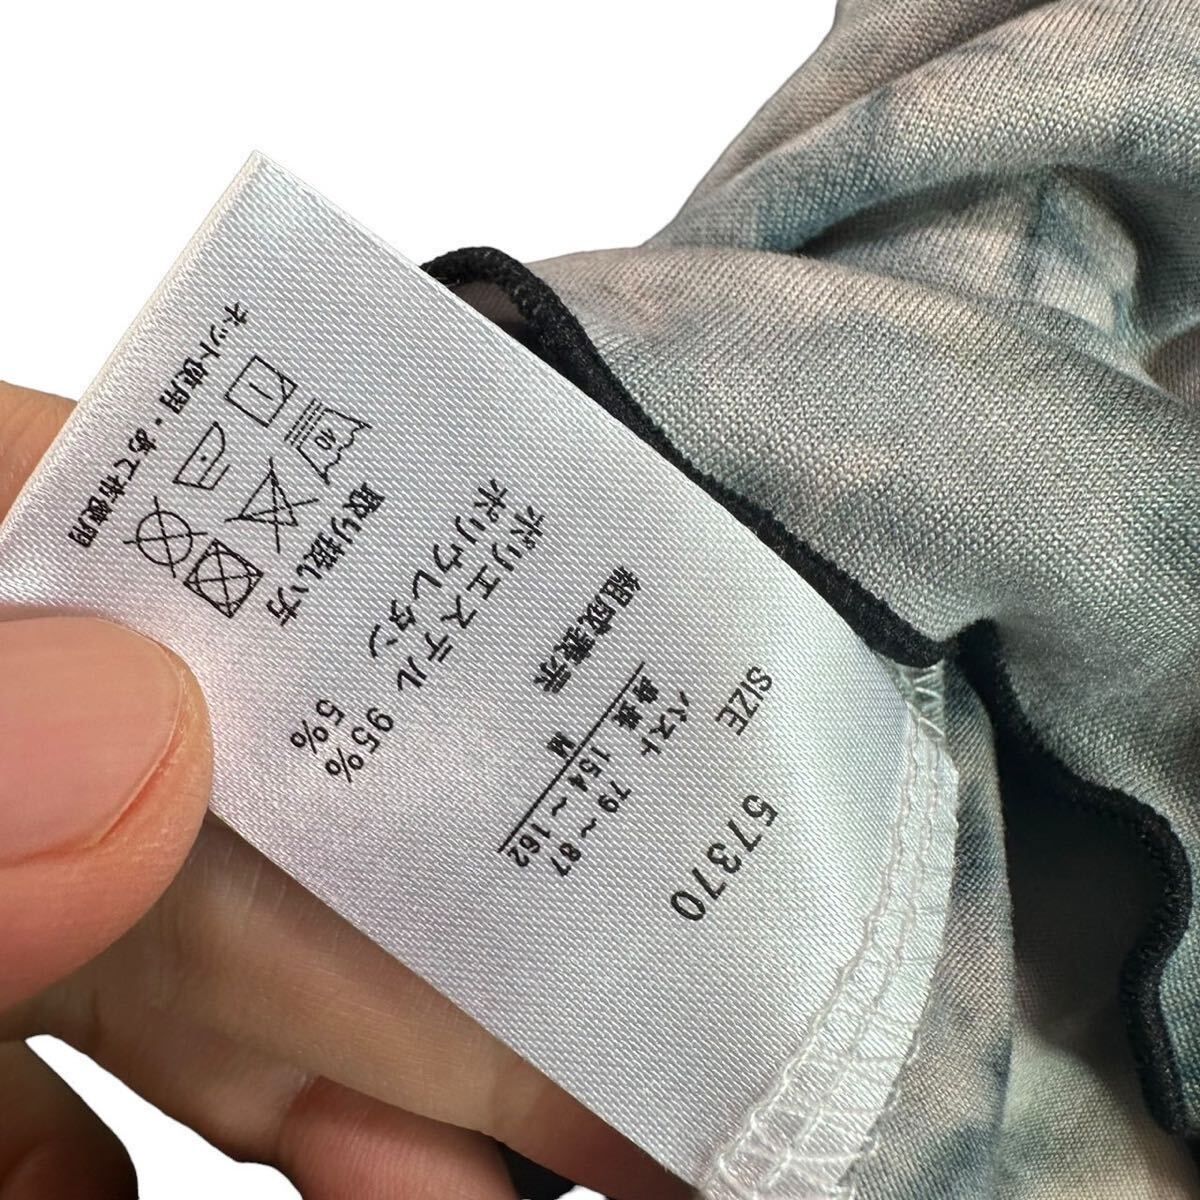 57370
SIZE
バスト 79～87
身長 154～162
M
組成表示
ポリエステル 95%
ポリウレタン 5%
取り扱い方
40
ネット使用・あて布使用